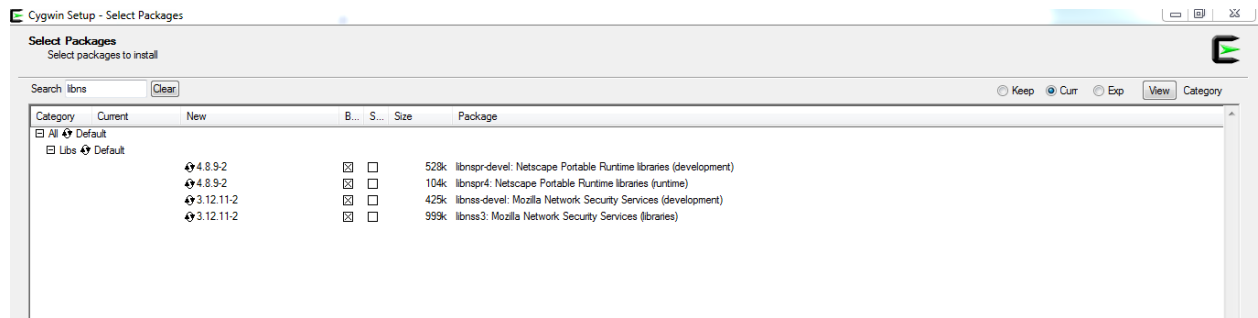 Cygwin Setup - Select Packages
Select Packages
Select packages to install
Search libns Clear Keep Curr Exp View Category
Category Current New B... S... Size Package
All Default
Libs Default
4.8.9-2 528k libnspr-devel: Netscape Portable Runtime libraries (development)
4.8.9-2 104k libnspr4: Netscape Portable Runtime libraries (runtime)
3.12.11-2 425k libnss-devel: Mozilla Network Security Services (development)
3.12.11-2 999k libnss3: Mozilla Network Security Services (libraries)